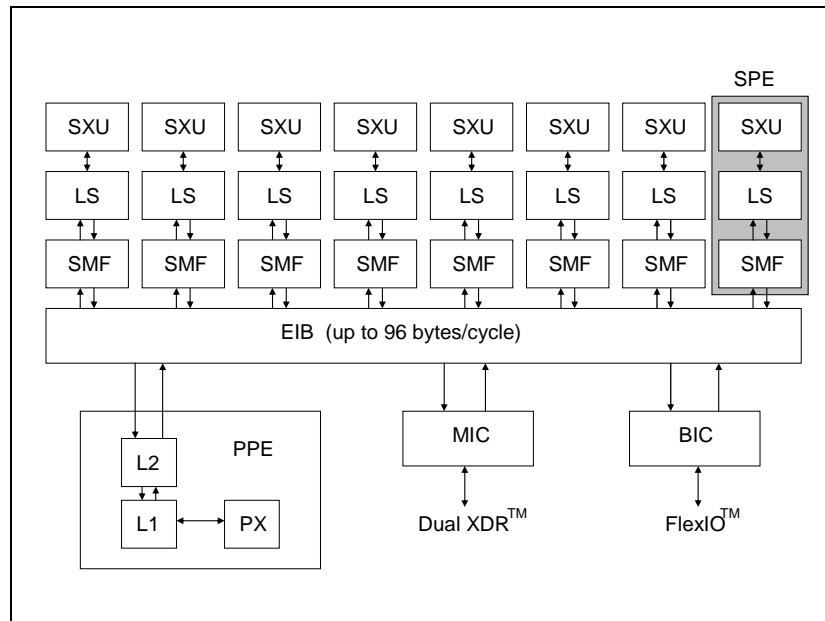 SPE
SXU SXU SXU SXU SXU SXU SXU SXU
LS LS LS LS LS LS LS LS
SMF SMF SMF SMF SMF SMF SMF SMF
EIB (up to 96 bytes/cycle)
PPE
L2
L1 PX
MIC
BIC
Dual XDR™
FlexIO™